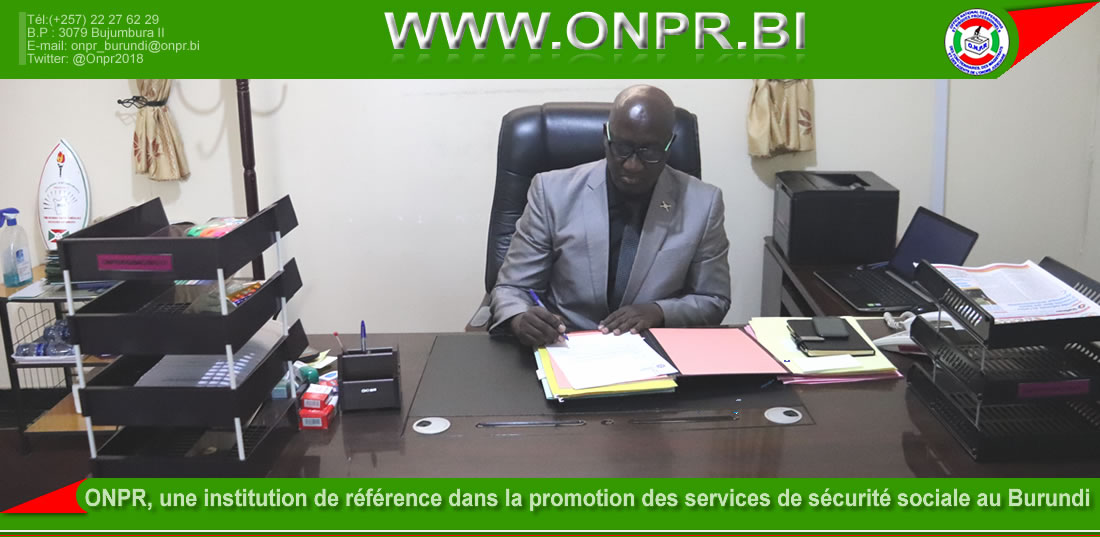 Tél:(+257) 22 27 62 29
B.P : 3079 Bujumbura II
E-mail: onpr_burundi@onpr.bi
Twitter: @Onpr2018
WWW.ONPR.BI
O.N.P.R
ONPR, une institution de référence dans la promotion des services de sécurité sociale au Burundi